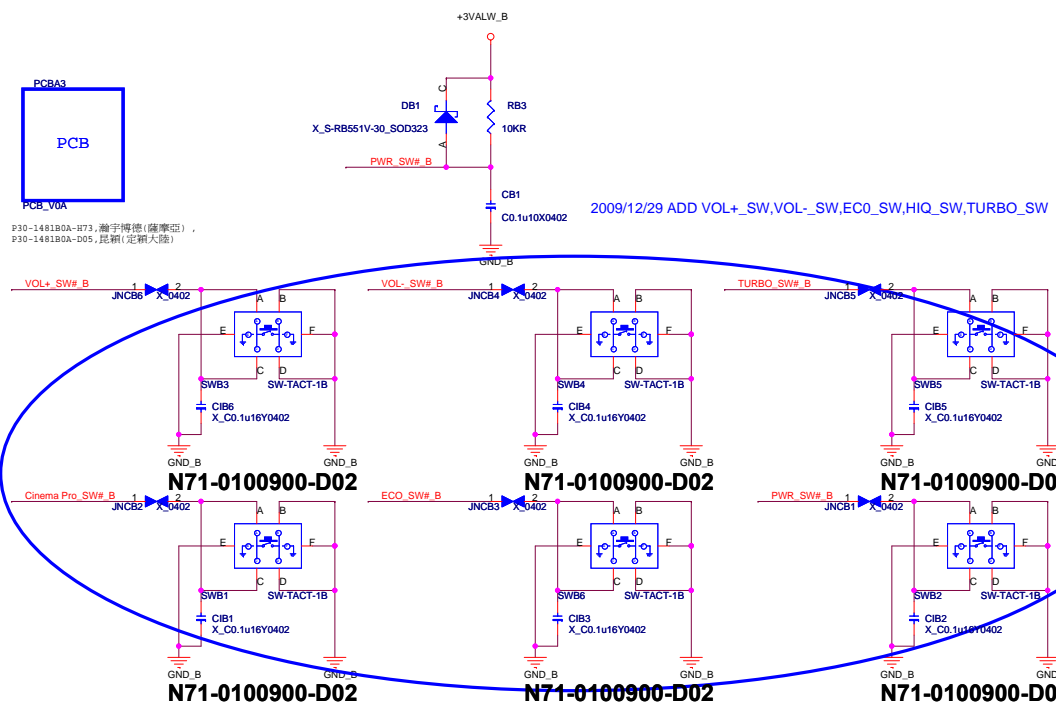 +3VALW_B
PCBA3
PCB
PCB_V0A
P30-1481B0A-H73,瀚宇博德(薩摩亞) ,
P30-1481B0A-D05,昆穎(定穎大陸)
DB1
C
A
X_S-RB551V-30_SOD323
RB3
10KR
PWR_SW#_B
CB1
C0.1u10X0402
GND_B
2009/12/29 ADD VOL+_SW,VOL-_SW,EC0_SW,HIQ_SW,TURBO_SW
VOL+_SW#_B
1 2
JNCB6 X_0402
A B
E F
C D
SWB3 SW-TACT-1B
CIB6
X_C0.1u16Y0402
GND_B GND_B
N71-0100900-D02
VOL-_SW#_B
1 2
JNCB4 X_0402
A B
E F
C D
SWB4 SW-TACT-1B
CIB4
X_C0.1u16Y0402
GND_B GND_B
N71-0100900-D02
TURBO_SW#_B
1 2
JNCB5 X_0402
A B
E F
C D
SWB5 SW-TACT-1B
CIB5
X_C0.1u16Y0402
GND_B GND
N71-0100900-D0
Cinema Pro_SW#_B
1 2
JNCB2 X_0402
A B
E F
C D
SWB1 SW-TACT-1B
CIB1
X_C0.1u16Y0402
GND_B GND_B
N71-0100900-D02
ECO_SW#_B
1 2
JNCB3 X_0402
A B
E F
C D
SWB6 SW-TACT-1B
CIB3
X_C0.1u16Y0402
GND_B GND_B
N71-0100900-D02
PWR_SW#_B
1 2
JNCB1 X_0402
A B
E F
C D
SWB2 SW-TACT-1B
CIB2
X_C0.1u16Y0402
GND_B GND
N71-0100900-D0